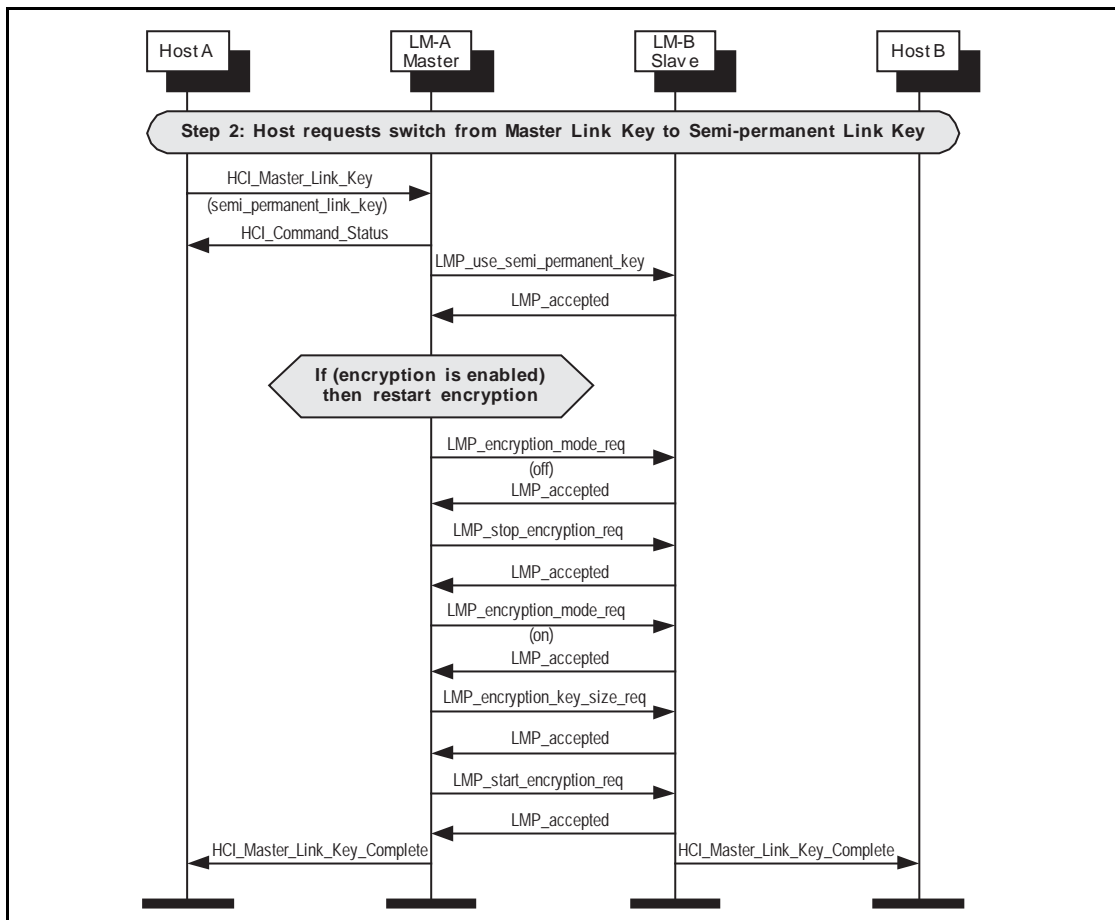 Host A
LM-A
Master
LM-B
Slave
Host B
Step 2: Host requests switch from Master Link Key to Semi-permanent Link Key
HCI_Master_Link_Key
(semi_permanent_link_key)
HCI_Command_Status
LMP_use_semi_permanent_key
LMP_accepted
If (encryption is enabled)
then restart encryption
LMP_encryption_mode_req
(off)
LMP_accepted
LMP_stop_encryption_req
LMP_accepted
LMP_encryption_mode_req
(on)
LMP_accepted
LMP_encryption_key_size_req
LMP_accepted
LMP_start_encryption_req
LMP_accepted
HCI_Master_Link_Key_Complete
HCI_Master_Link_Key_Complete